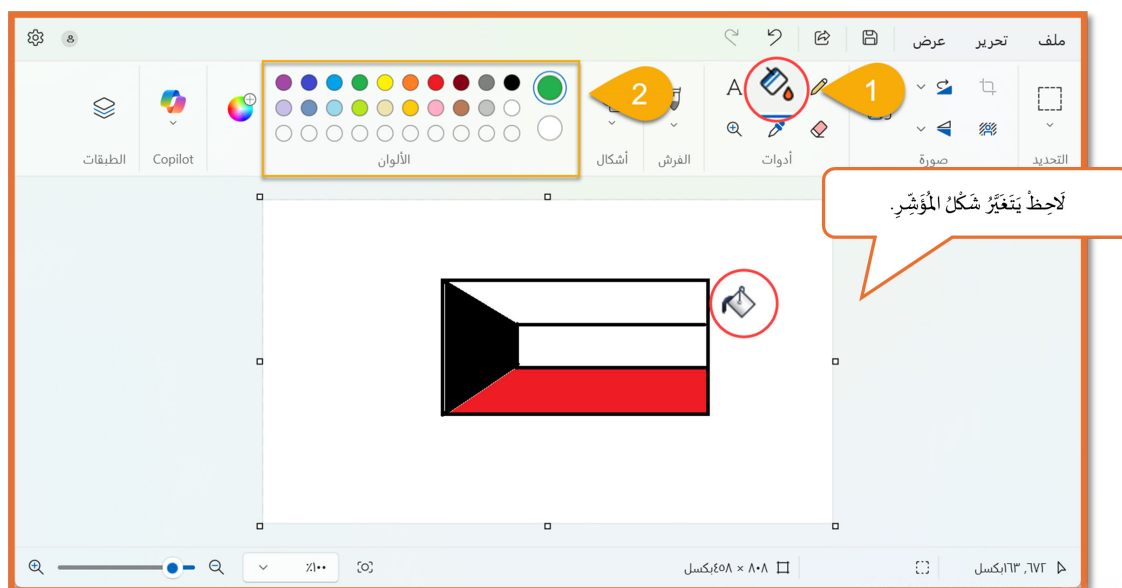 ملف
تحرير
عرض
A
1
2
التحديد
صورة
أدوات
الفرش
أشكال
الألوان
Copilot
الطبقات
لَاحِظْ يَتَغَيَّرُ شَكْلُ المُؤَشِّرِ.
٦٧٢, ١٦٣بكسل
٨٠٨ × ٤٥٨بكسل
٪١٠٠